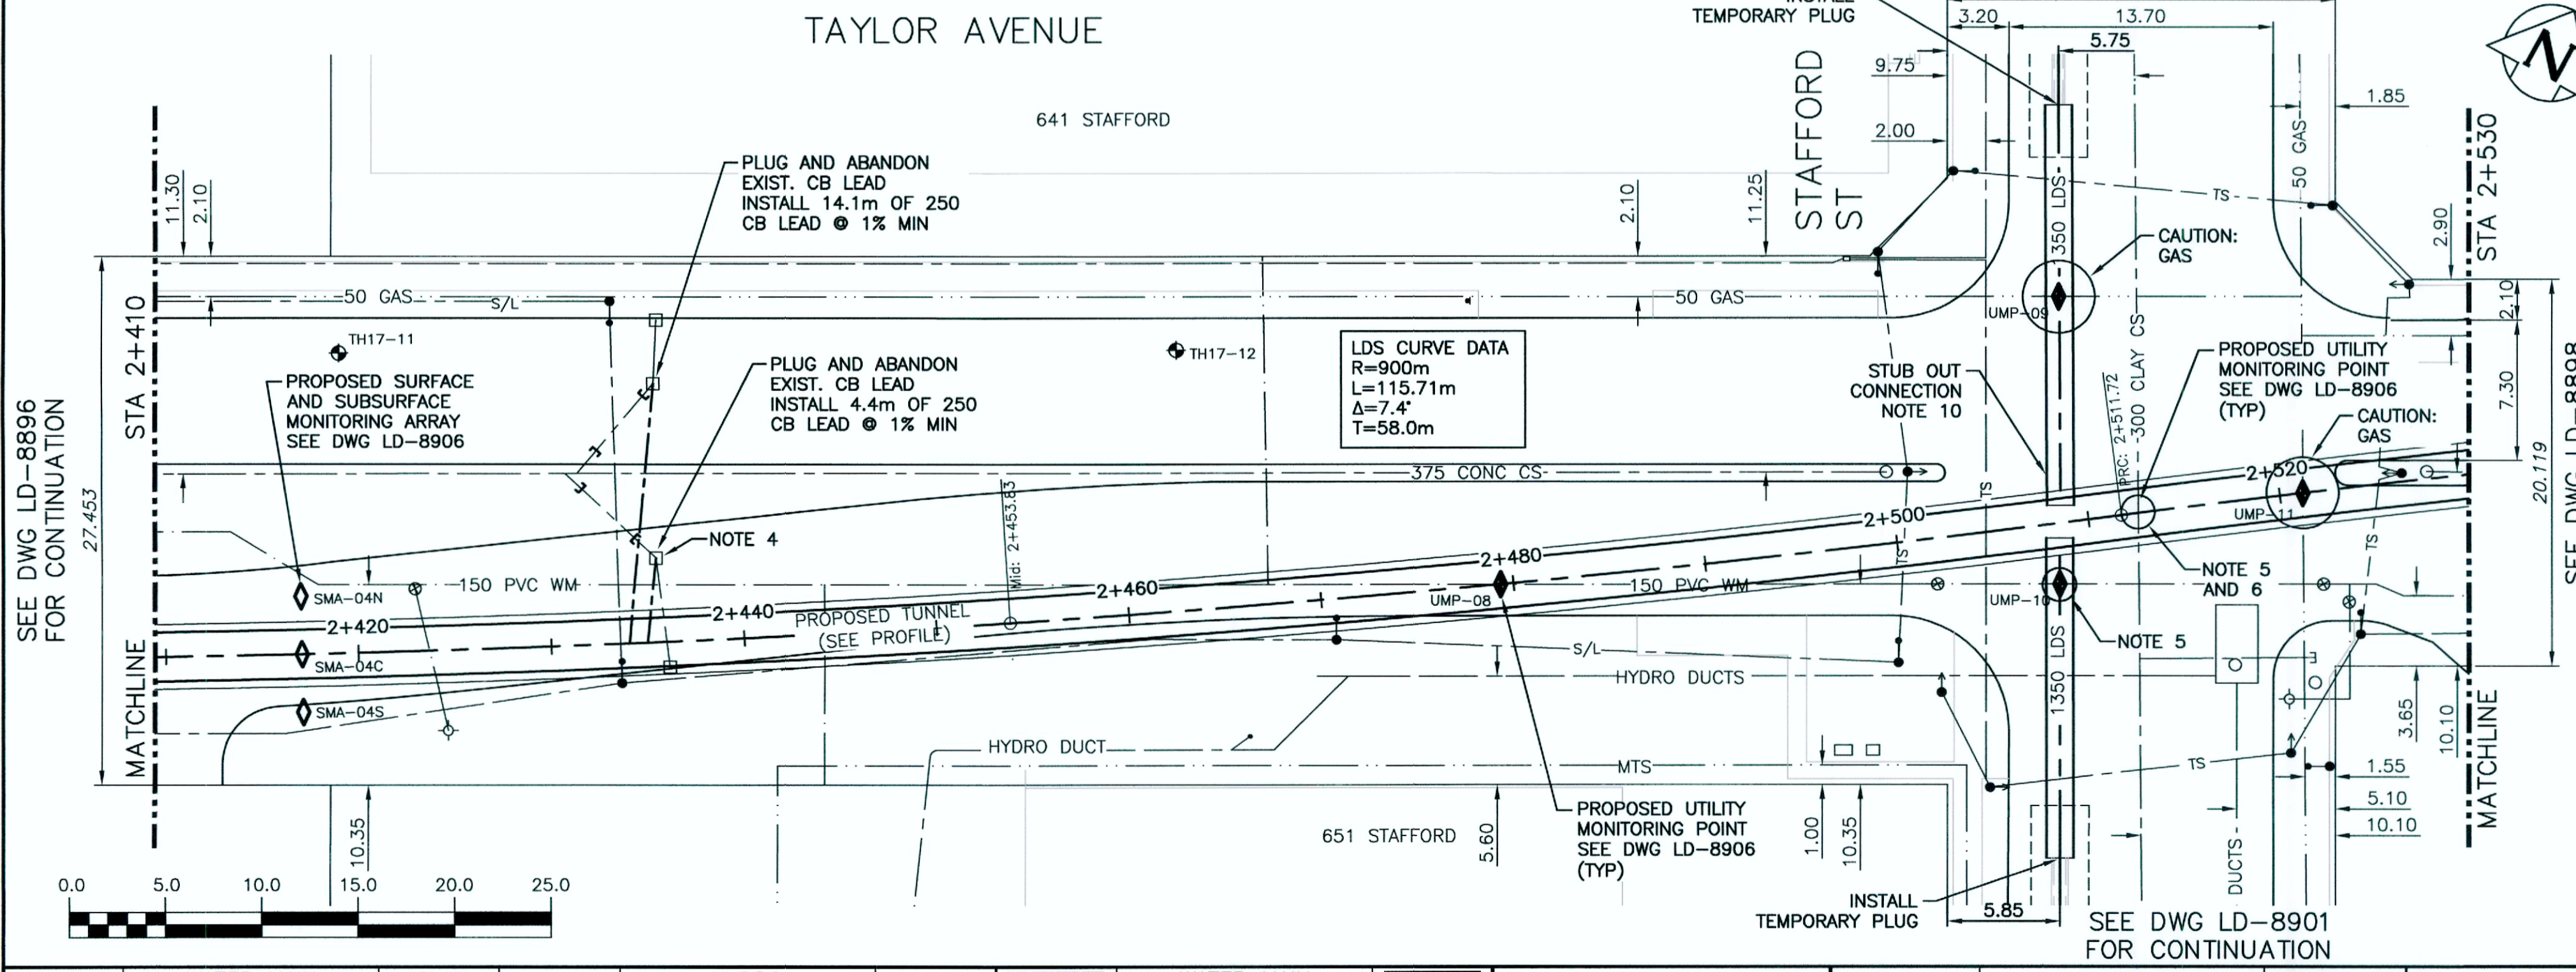 TAYLOR AVENUE
TEMPORARY PLUG
3.20
13.70
5.75
9.75
1.85
2.00
N
STAFFORD
ST
641 STAFFORD
PLUG AND ABANDON
EXIST. CB LEAD
INSTALL 14.1m OF 250
CB LEAD @ 1% MIN
11.30
2.10
2.10
11.25
TS
50 GAS
1350 LDS
STA 2+530
2.90
CAUTION:
GAS
50 GAS
S/L
50 GAS
UMP-09
2.10
STA 2+410
TH17-11
TH17-12
PLUG AND ABANDON
EXIST. CB LEAD
INSTALL 4.4m OF 250
CB LEAD @ 1% MIN
LDS CURVE DATA
R=900m
L=115.71m
Δ=7.4°
T=58.0m
STUB OUT
CONNECTION
NOTE 10
PROPOSED UTILITY
MONITORING POINT
SEE DWG LD-8906
(TYP)
CAUTION:
GAS
7.30
PROPOSED SURFACE
AND SUBSURFACE
MONITORING ARRAY
SEE DWG LD-8906
SEE DWG LD-8896
FOR CONTINUATION
27.453
300 CLAY CS
PRC: 2+511.72
375 CONC CS
TS
2+520
20.119
SEE DWG LD-8898
Mid: 2+453.83
2+500
UMP-11
NOTE 4
2+480
TS
TS
150 PVC WM
2+460
150 PVC WM
NOTE 5
AND 6
SMA-04N
2+440
UMP-08
UMP-10
2+420
PROPOSED TUNNEL
(SEE PROFILE)
NOTE 5
SMA-04C
S/L
HYDRO DUCTS
1350 LDS
SMA-04S
MATCHLINE
MATCHLINE
HYDRO DUCT
MTS
TS
3.65
10.10
1.55
5.10
10.10
10.35
651 STAFFORD
5.60
PROPOSED UTILITY
MONITORING POINT
SEE DWG LD-8906
(TYP)
1.00
10.35
DUCTS
0.0 5.0 10.0 15.0 20.0 25.0
INSTALL
TEMPORARY PLUG
5.85
SEE DWG LD-8901
FOR CONTINUATION